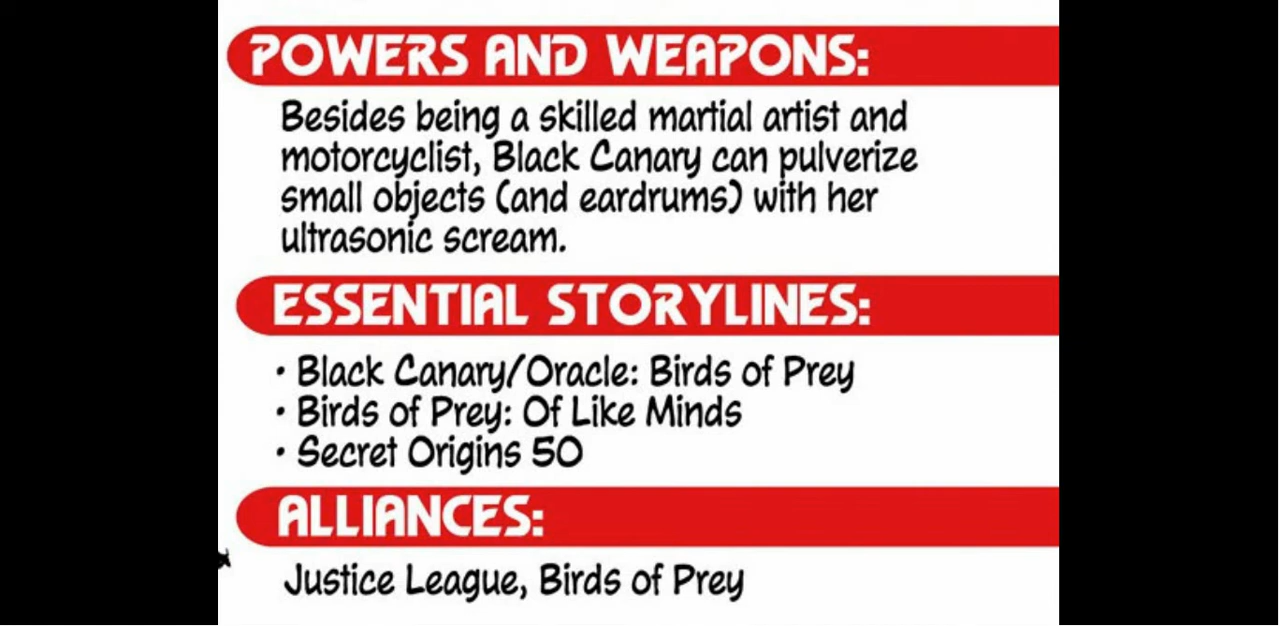 POWERS AND WEAPONS:
Besides being a skilled martial artist and
motorcyclist, Black Canary can pulverize
small objects (and eardrums) with her
ultrasonic scream.
ESSENTIAL STORYLINES:
• Black Canary/Oracle: Birds of Prey
• Birds of Prey: Of Like Minds
• Secret Origins 50
ALLIANCES:
Justice League, Birds of Prey